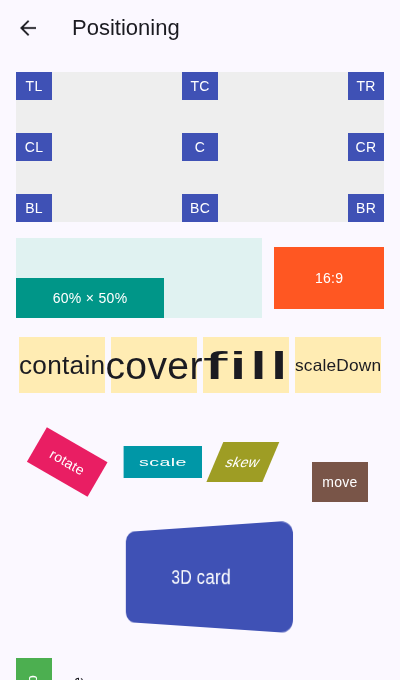 Positioning
TL TC TR
CL C CR
BL BC BR
60% × 50% 16:9
contain cover fill scaleDown
rotate scale skew move
3D card